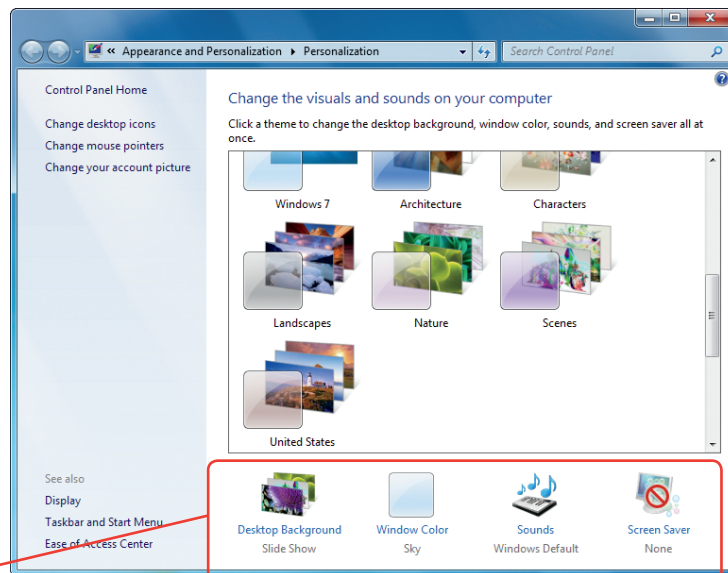 « Appearance and Personalization ▸ Personalization
Search Control Panel
Control Panel Home
Change desktop icons
Change mouse pointers
Change your account picture
Change the visuals and sounds on your computer
Click a theme to change the desktop background, window color, sounds, and screen saver all at
once.
Windows 7 Architecture Characters
Landscapes Nature Scenes
United States
See also
Display
Taskbar and Start Menu
Ease of Access Center
Desktop Background Window Color Sounds Screen Saver
Slide Show Sky Windows Default None